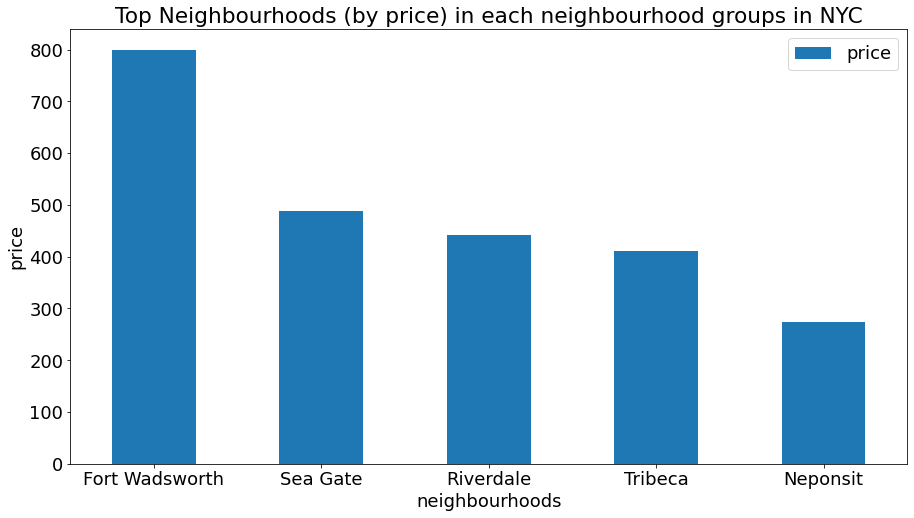 Top Neighbourhoods (by price) in each neighbourhood groups in NYC
price
800
700
600
500
400
300
200
100
0
price
Fort Wadsworth
Sea Gate
Riverdale
Tribeca
Neponsit
neighbourhoods